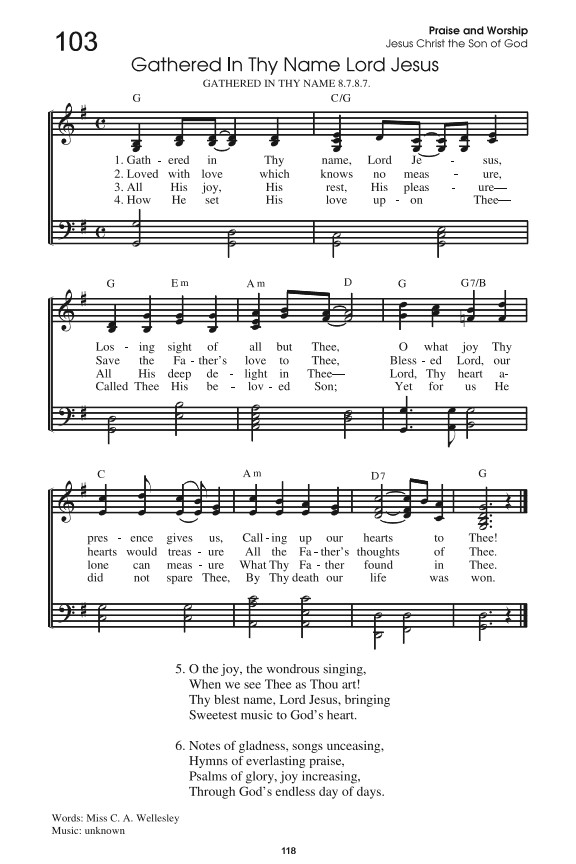 103
Praise and Worship
Jesus Christ the Son of God
Gathered In Thy Name Lord Jesus
GATHERED IN THY NAME 8.7.8.7.
G C/G
1. Gath - ered in Thy name, Lord Je - sus,
2. Loved with love which knows no meas - ure,
3. All His joy, His rest, His pleas - ure—
4. How He set His love up - on Thee—
G Em Am D G G7/B
Los - ing sight of all but Thee, O what joy Thy
Save the Fa - ther's love to Thee, Bless - ed Lord, our
All His deep de - light in Thee— Lord, Thy heart a-
Called Thee His be - lov - ed Son; Yet for us He
C Am D7 G
pres - ence gives us, Call - ing up our hearts to Thee!
hearts would treas - ure All the Fa - ther's thoughts of Thee.
lone can meas - ure What Thy Fa - ther found in Thee.
did not spare Thee, By Thy death our life was won.
5. O the joy, the wondrous singing,
When we see Thee as Thou art!
Thy blest name, Lord Jesus, bringing
Sweetest music to God's heart.
6. Notes of gladness, songs unceasing,
Hymns of everlasting praise,
Psalms of glory, joy increasing,
Through God's endless day of days.
Words: Miss C. A. Wellesley
Music: unknown
118